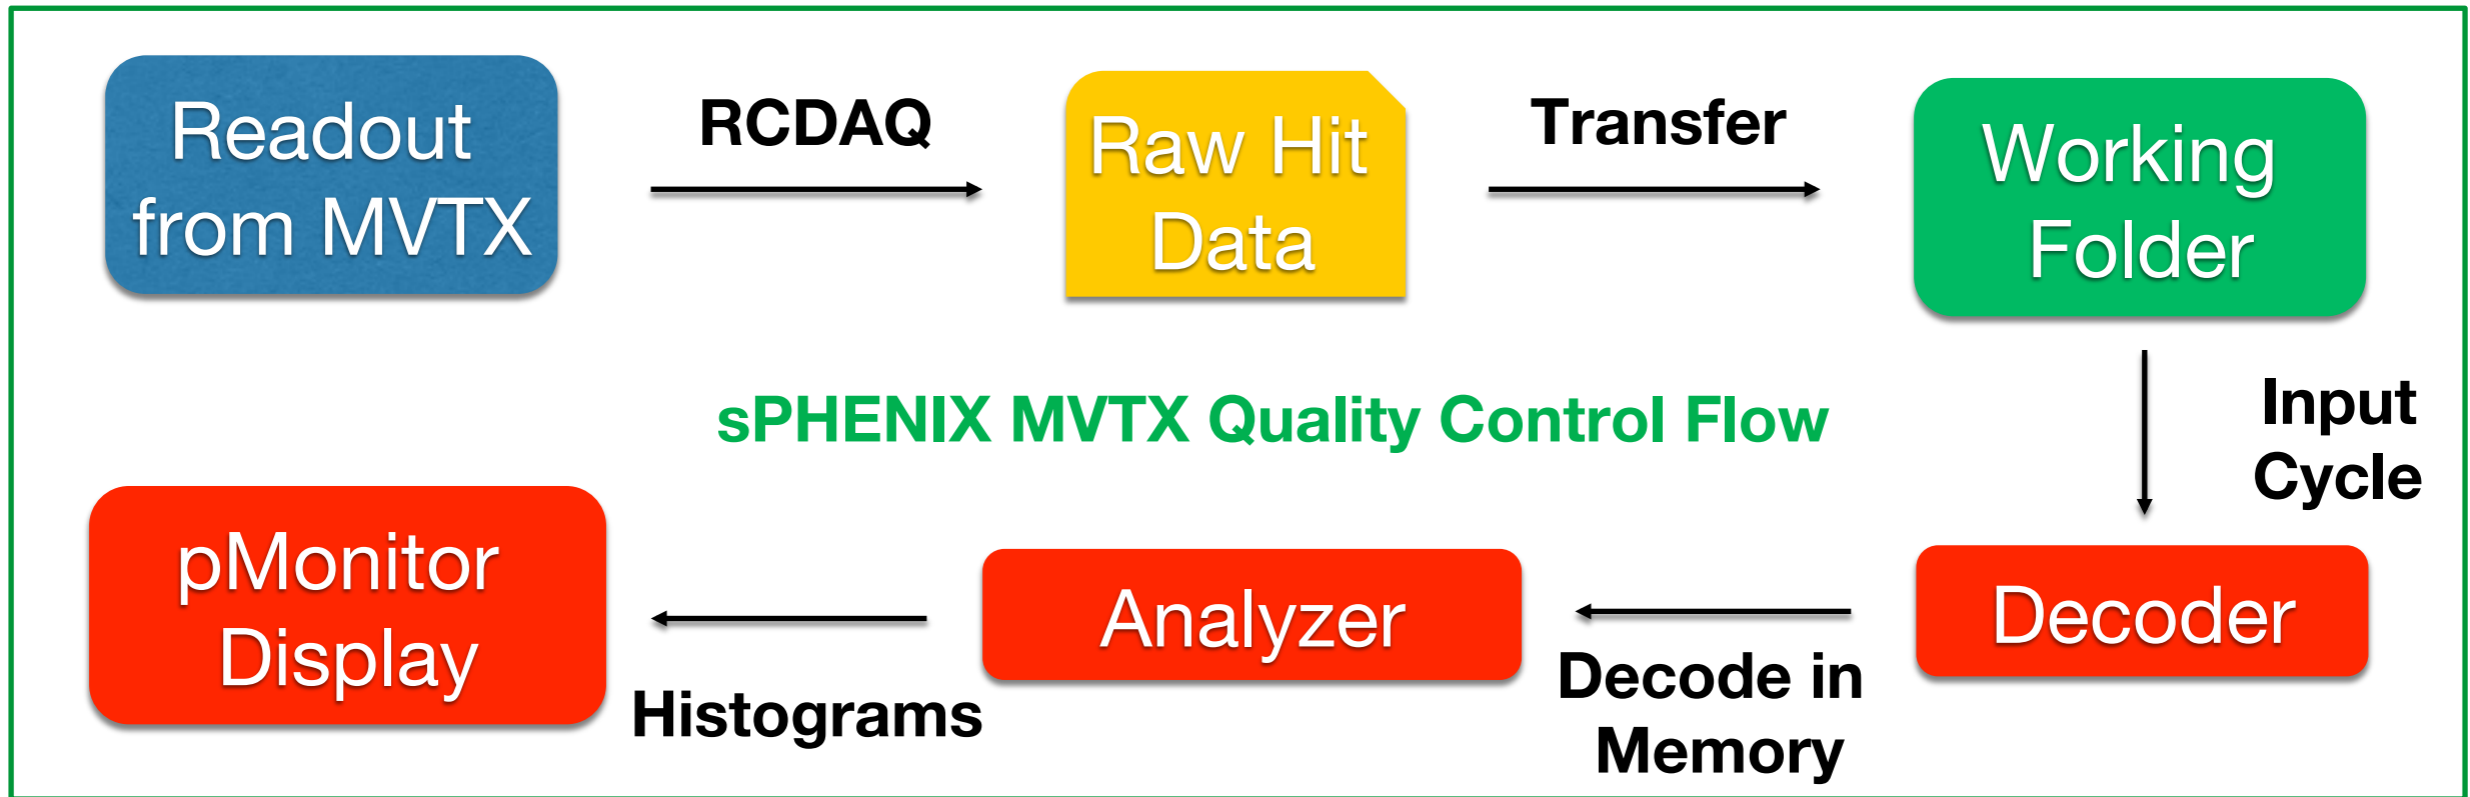 Readout
from MVTX
RCDAQ
Raw Hit
Data
Transfer
Working
Folder
sPHENIX MVTX Quality Control Flow
Input
Cycle
Decoder
Decode in
Memory
Analyzer
Histograms
pMonitor
Display